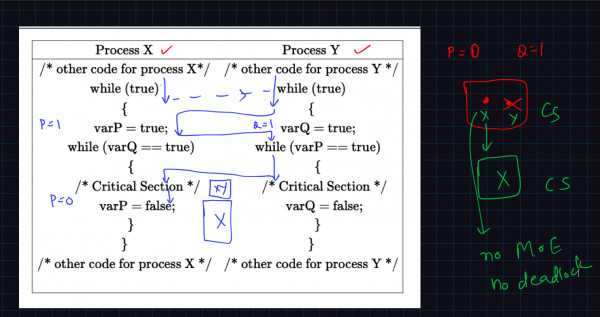 Process X Process Y
/* other code for process X*/ /* other code for process Y */
while (true) while (true)
{ {
varP = true; varQ = true;
while (varQ == true) while (varP == true)
{ {
/* Critical Section */ /* Critical Section */
varP = false; varQ = false;
} }
} }
/* other code for process X */ /* other code for process Y */
P=1
Q=1
P=0
XY
X
P=0 Q=1
X Y CS
X CS
no M.E
no deadlock